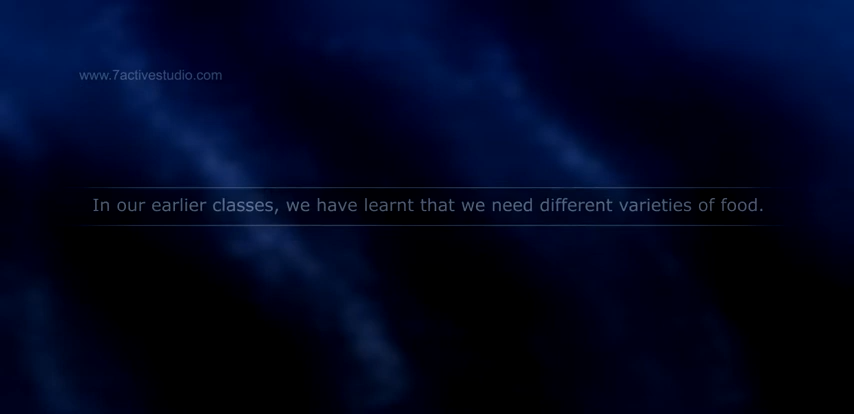 www.7activestudio.com
In our earlier classes, we have learnt that we need different varieties of food.